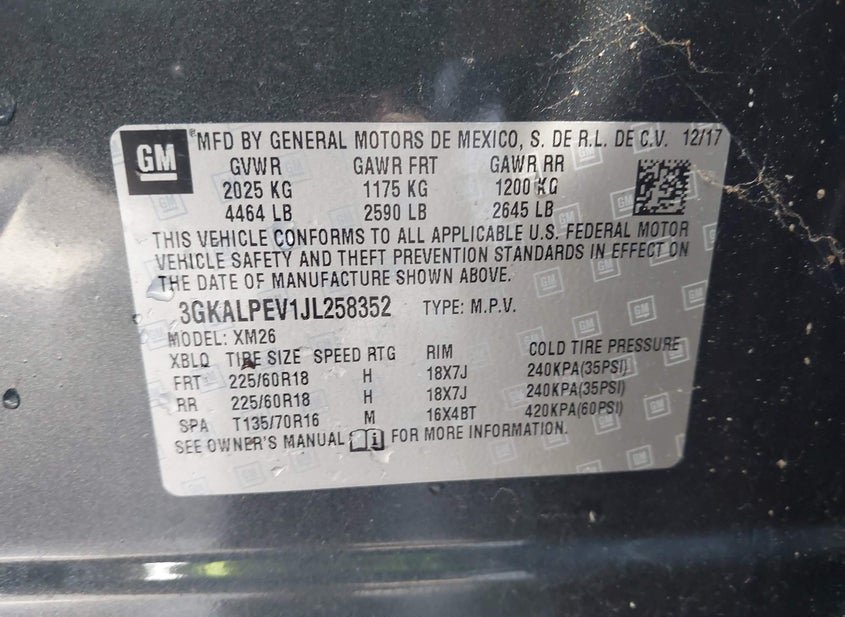 GM ® MFD BY GENERAL MOTORS DE MEXICO, S. DE R.L. DE C.V. 12/17
GVWR GAWR FRT GAWR RR
2025 KG 1175 KG 1200 KG
4464 LB 2590 LB 2645 LB
THIS VEHICLE CONFORMS TO ALL APPLICABLE U.S. FEDERAL MOTOR
VEHICLE SAFETY AND THEFT PREVENTION STANDARDS IN EFFECT ON
THE DATE OF MANUFACTURE SHOWN ABOVE.
3GKALPEV1JL258352 TYPE: M.P.V.
MODEL: XM26
XBLQ TIRE SIZE SPEED RTG RIM COLD TIRE PRESSURE
FRT 225/60R18 H 18X7J 240KPA(35PSI)
RR 225/60R18 H 18X7J 240KPA(35PSI)
SPA T135/70R16 M 16X4BT 420KPA(60PSI)
SEE OWNER'S MANUAL FOR MORE INFORMATION.